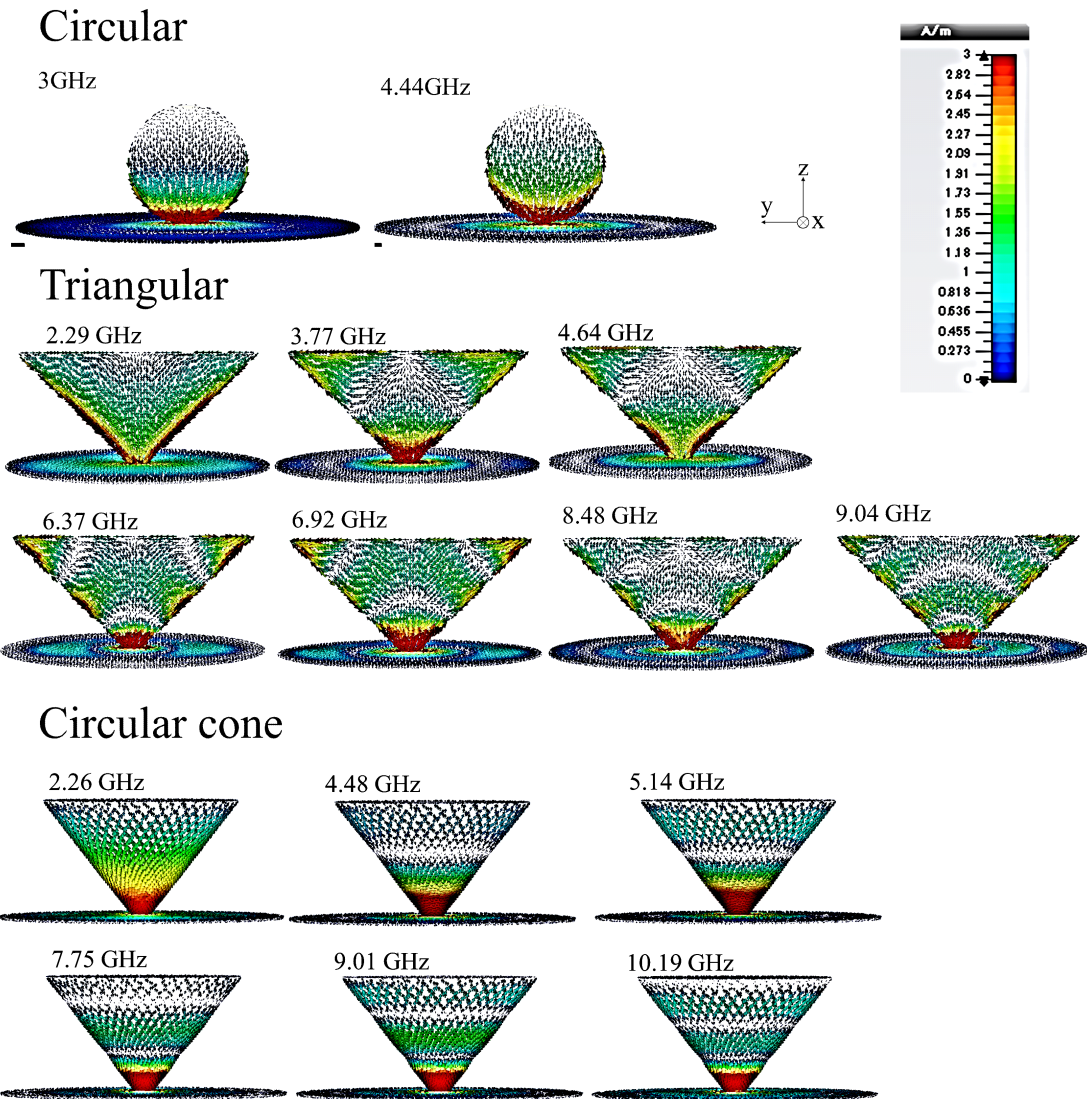 Circular
3GHz
4.44GHz
A/m
3
2.82
2.64
2.45
2.27
2.09
1.91
1.73
1.55
1.36
1.18
1
0.818
0.636
0.455
0.273
0
z
y
x
Triangular
2.29 GHz
3.77 GHz
4.64 GHz
6.37 GHz
6.92 GHz
8.48 GHz
9.04 GHz
Circular cone
2.26 GHz
4.48 GHz
5.14 GHz
7.75 GHz
9.01 GHz
10.19 GHz